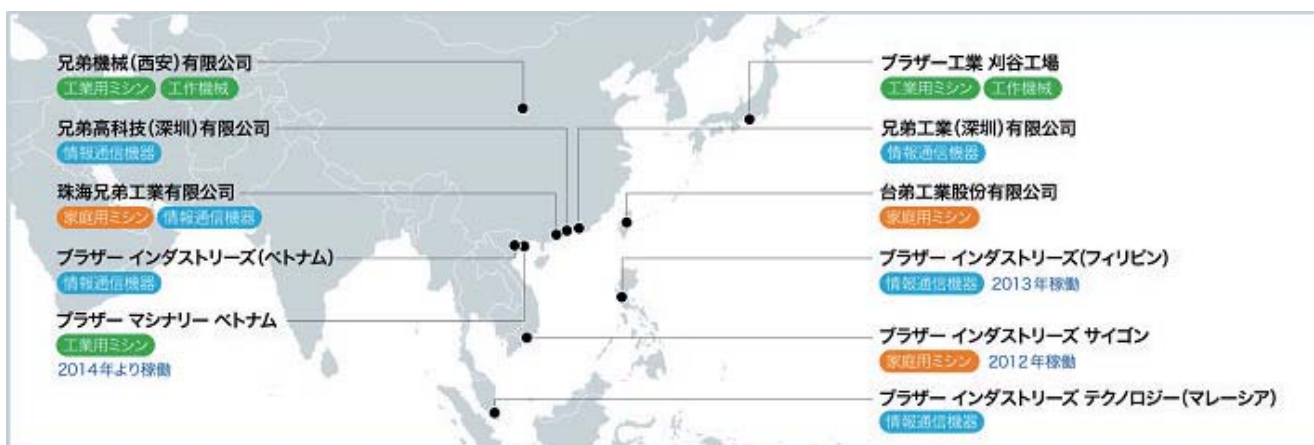 兄弟機械(西安)有限公司
工業用ミシン 工作機械
兄弟高科技(深圳)有限公司
情報通信機器
珠海兄弟工業有限公司
家庭用ミシン 情報通信機器
ブラザー インダストリーズ(ベトナム)
情報通信機器
ブラザー マシナリー ベトナム
工業用ミシン
2014年より稼働
ブラザー工業 刈谷工場
工業用ミシン 工作機械
兄弟工業(深圳)有限公司
情報通信機器
台弟工業股份有限公司
家庭用ミシン
ブラザー インダストリーズ(フィリピン)
情報通信機器 2013年稼働
ブラザー インダストリーズ サイゴン
家庭用ミシン 2012年稼働
ブラザー インダストリーズ テクノロジー(マレーシア)
情報通信機器